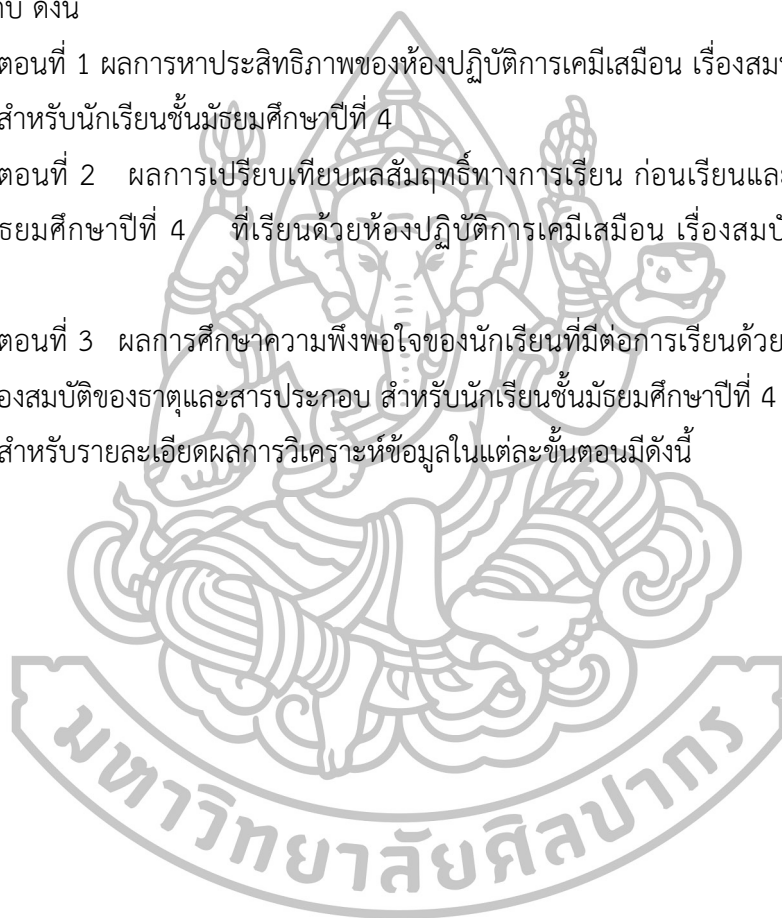 ดังนี้
ตอนที่ 1 ผลการหาประสิทธิภาพของห้องปฏิบัติการเคมีเสมือน
สำหรับนักเรียนชั้นมัธยมศึกษาปีที่ 4
ตอนที่ 2 ผลการเปรียบเทียบผลสัมฤทธิ์ทางการเรียน ก่อนเรียนและ
ธยมศึกษาปีที่ 4 ที่เรียนด้วยห้องปฏิบัติการเคมีเสมือน
ตอนที่ 3 ผลการศึกษาความพึงพอใจของนักเรียนที่มีต่อการเรียนด้วย
องสมบัติของธาตุและสารประกอบ สำหรับนักเรียนชั้นมัธยมศึกษาปีที่ 4
สำหรับรายละเอียดผลการวิเคราะห์ข้อมูลในแต่ละขั้นตอนมีดังนี้
มหาวิทยาลัยศิลปากร